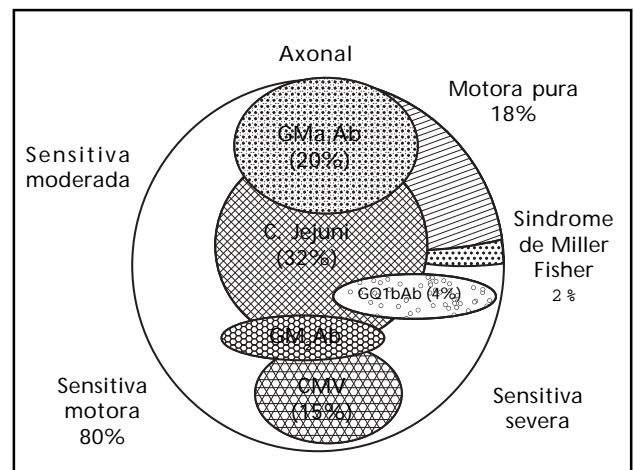 Axonal
Motora pura
18%
GMa Ab
(20%)
Sensitiva
moderada
C. Jejuni
(32%)
Sindrome
de Miller
Fisher
2 %
GQ1bAb (4%)
GM2Ab
CMV
(15%)
Sensitiva
motora
80%
Sensitiva
severa